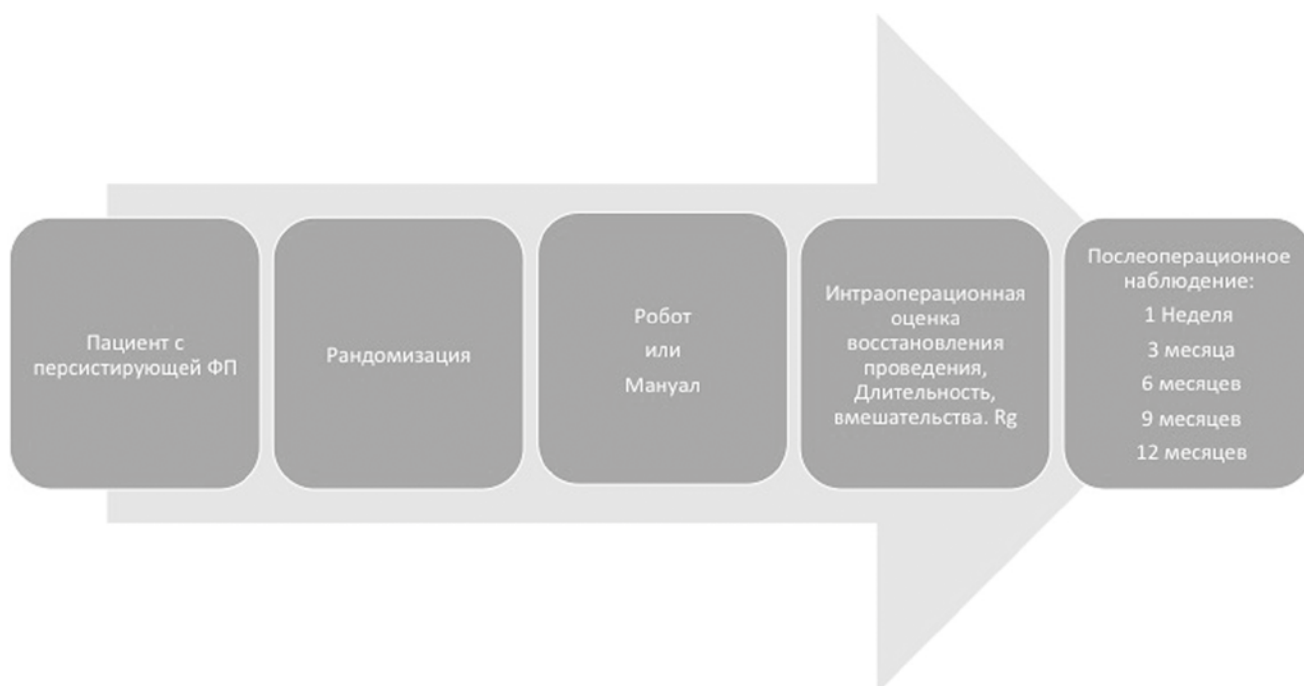 Пациент с
персистирующей ФП
Рандомизация
Робот
или
Мануал
Интраоперационная
оценка
восстановления
проведения,
Длительность,
вмешательства. Rg
Послеоперационное
наблюдение:
1 Неделя
3 месяца
6 месяцев
9 месяцев
12 месяцев